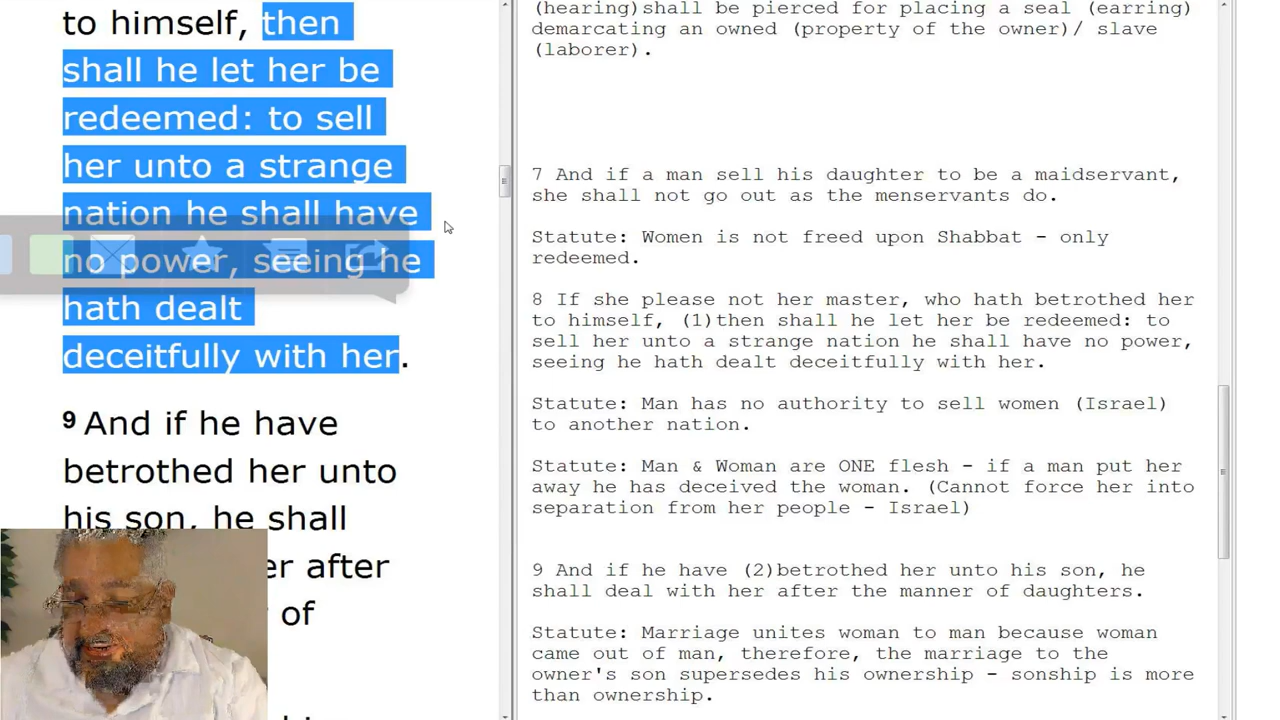 to himself, then
shall he let her be
redeemed: to sell
her unto a strange
nation he shall have
no power, seeing he
hath dealt
deceitfully with her.
9 And if he have
betrothed her unto
his son, he shall
er after
of
(hearing)shall be pierced for placing a seal (earring)
demarcating an owned (property of the owner)/ slave
(laborer).
7 And if a man sell his daughter to be a maidservant,
she shall not go out as the menservants do.
Statute: Women is not freed upon Shabbat - only
redeemed.
8 If she please not her master, who hath betrothed her
to himself, (1)then shall he let her be redeemed: to
sell her unto a strange nation he shall have no power,
seeing he hath dealt deceitfully with her.
Statute: Man has no authority to sell women (Israel)
to another nation.
Statute: Man & Woman are ONE flesh - if a man put her
away he has deceived the woman. (Cannot force her into
separation from her people - Israel)
9 And if he have (2)betrothed her unto his son, he
shall deal with her after the manner of daughters.
Statute: Marriage unites woman to man because woman
came out of man, therefore, the marriage to the
owner's son supersedes his ownership - sonship is more
than ownership.